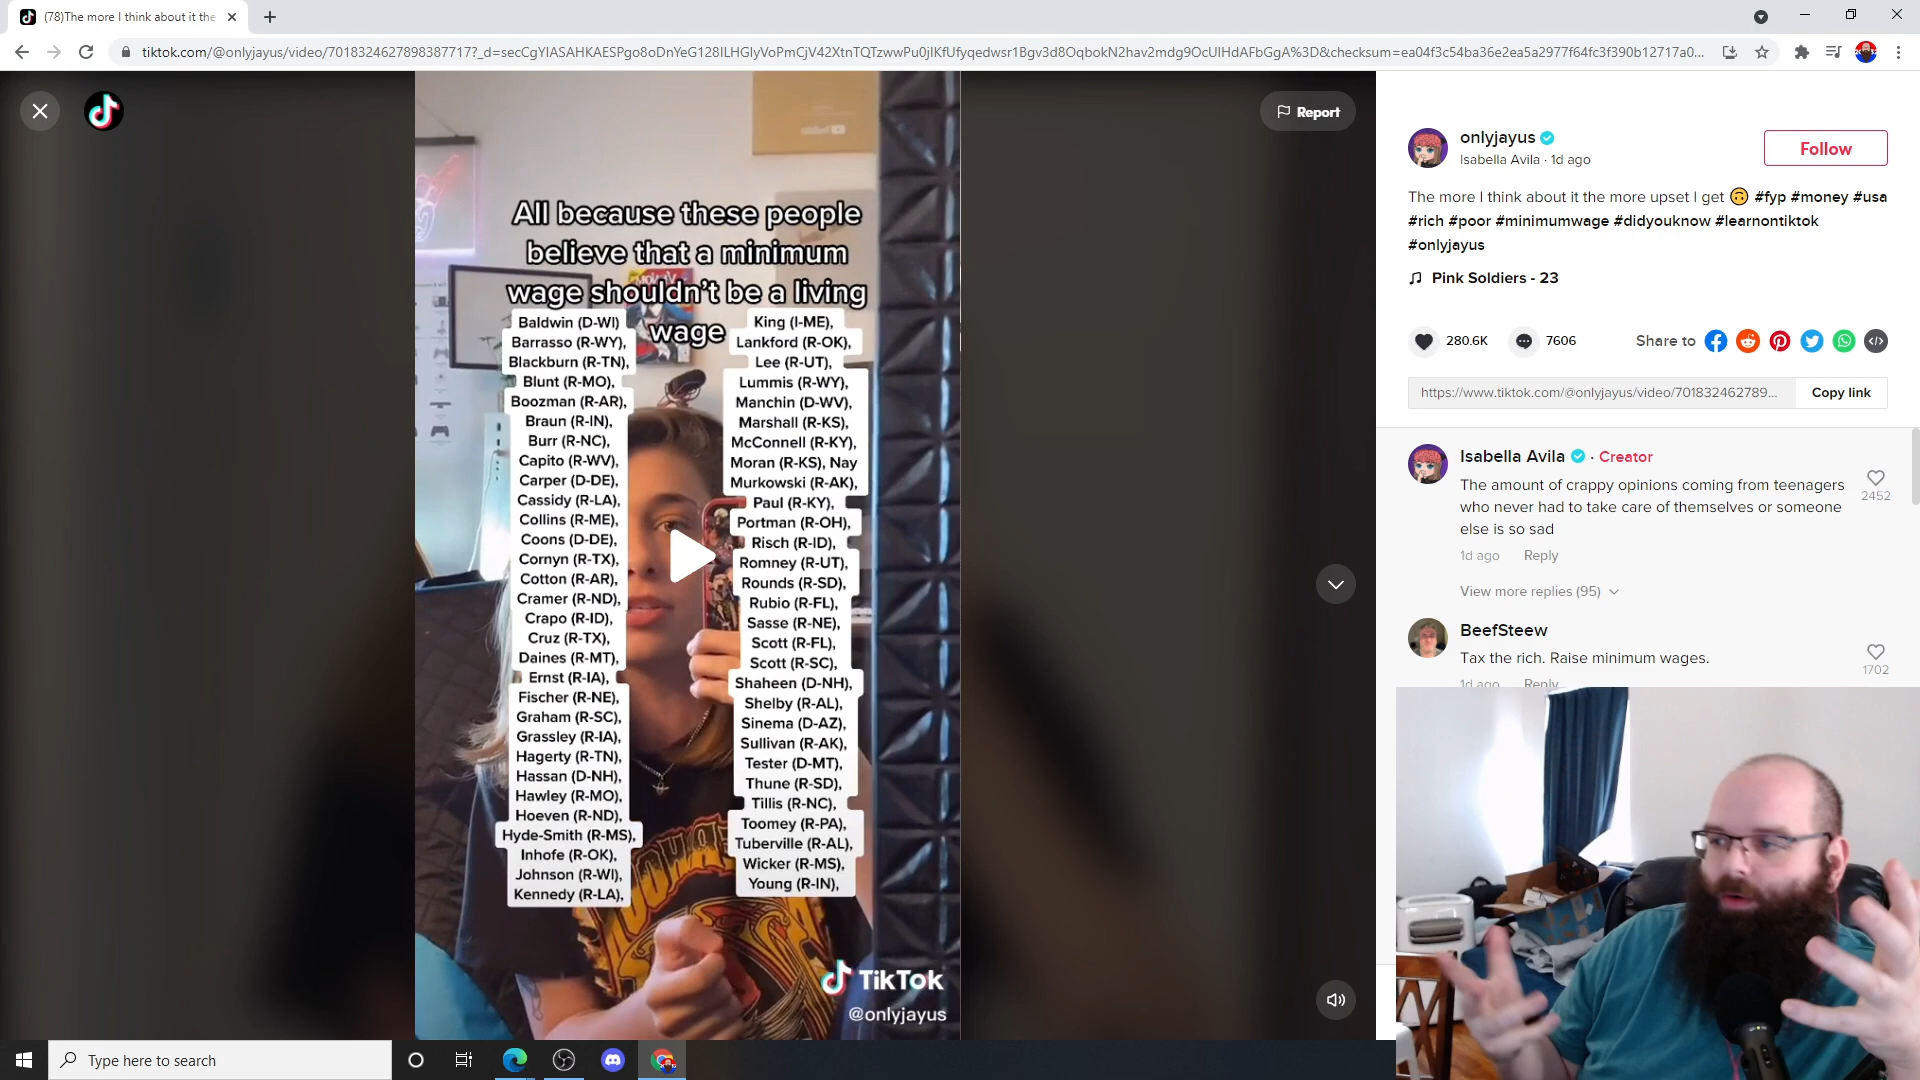 (78)The more I think about it the
tiktok.com/@onlyjayus/video/7018324627898387717?_d=secCgYIASAHKAESPgo8oDnYeG128ILHGlyVoPmCjV42XtnTQTzwwPu0jlKfUfyqedwsr1Bgv3d8OqbokN2hav2mdg9OcUIHdAFbGgA%3D&checksum=ea04f3c54ba36e2ea5a2977f64fc3f390b12717a0...
Report
All because these people
believe that a minimum
wage shouldn't be a living
wage
Baldwin (D-WI)
Barrasso (R-WY),
Blackburn (R-TN),
Blunt (R-MO),
Boozman (R-AR),
Braun (R-IN),
Burr (R-NC),
Capito (R-WV),
Carper (D-DE),
Cassidy (R-LA),
Collins (R-ME),
Coons (D-DE),
Cornyn (R-TX),
Cotton (R-AR),
Cramer (R-ND),
Crapo (R-ID),
Cruz (R-TX),
Daines (R-MT),
Ernst (R-IA),
Fischer (R-NE),
Graham (R-SC),
Grassley (R-IA),
Hagerty (R-TN),
Hassan (D-NH),
Hawley (R-MO),
Hoeven (R-ND),
Hyde-Smith (R-MS),
Inhofe (R-OK),
Johnson (R-WI),
Kennedy (R-LA),
King (I-ME),
Lankford (R-OK),
Lee (R-UT),
Lummis (R-WY),
Manchin (D-WV),
Marshall (R-KS),
McConnell (R-KY),
Moran (R-KS), Nay
Murkowski (R-AK),
Paul (R-KY),
Portman (R-OH),
Risch (R-ID),
Romney (R-UT),
Rounds (R-SD),
Rubio (R-FL),
Sasse (R-NE),
Scott (R-FL),
Scott (R-SC),
Shaheen (D-NH),
Shelby (R-AL),
Sinema (D-AZ),
Sullivan (R-AK),
Tester (D-MT),
Thune (R-SD),
Tillis (R-NC),
Toomey (R-PA),
Tuberville (R-AL),
Wicker (R-MS),
Young (R-IN),
TikTok
@onlyjayus
onlyjayus
Isabella Avila · 1d ago
Follow
The more I think about it the more upset I get 🙃 #fyp #money #usa
#rich #poor #minimumwage #didyouknow #learnontiktok
#onlyjayus
Pink Soldiers - 23
280.6K
7606
Share to
https://www.tiktok.com/@onlyjayus/video/701832462789...
Copy link
Isabella Avila · Creator
The amount of crappy opinions coming from teenagers
who never had to take care of themselves or someone
else is so sad
2452
1d ago Reply
View more replies (95)
BeefSteew
Tax the rich. Raise minimum wages.
1702
1d ago Reply
Type here to search